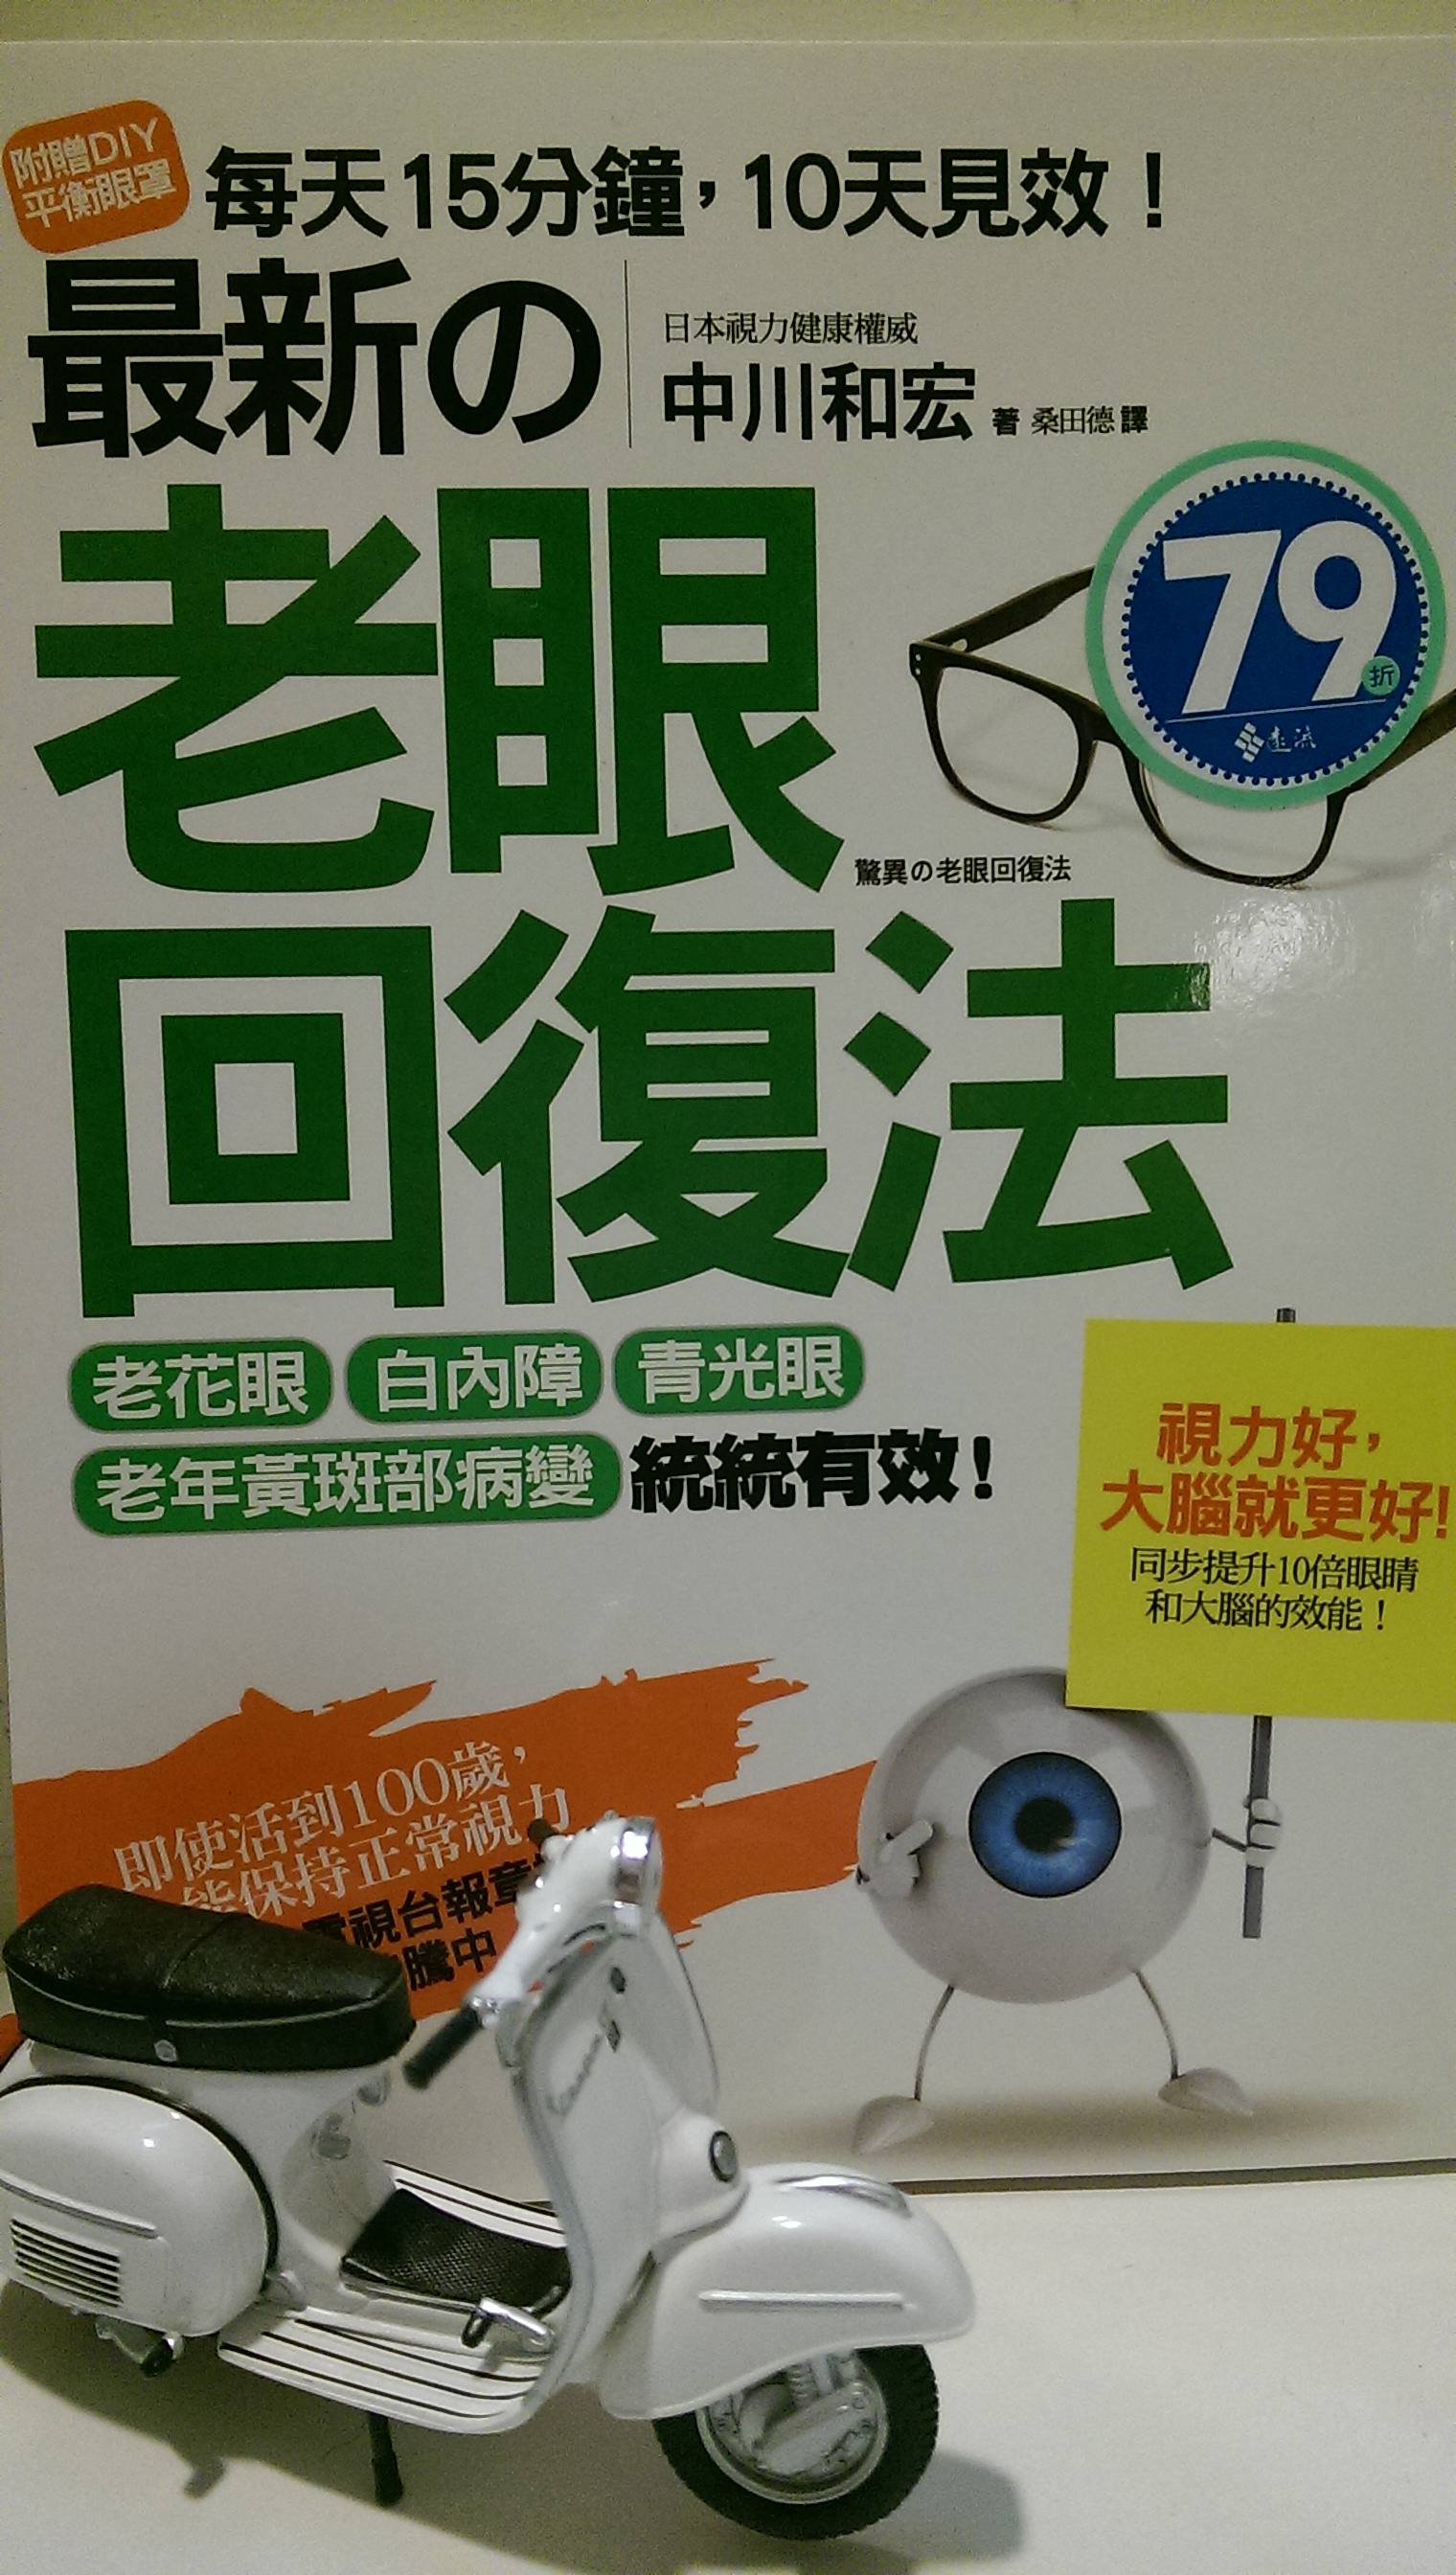 附贈DIY
平衡眼罩
每天15分鐘，10天見效！
最新の
日本視力健康權威
中川和宏 著 桑田德 譯
老眼
79折
遠流
驚異の老眼回復法
回復法
老花眼 白內障 青光眼
老年黃斑部病變 統統有效！
視力好，
大腦就更好！
同步提升10倍眼睛
和大腦的效能！
即使活到100歲，
能保持正常視力
電視台報章
騰中
Vespa